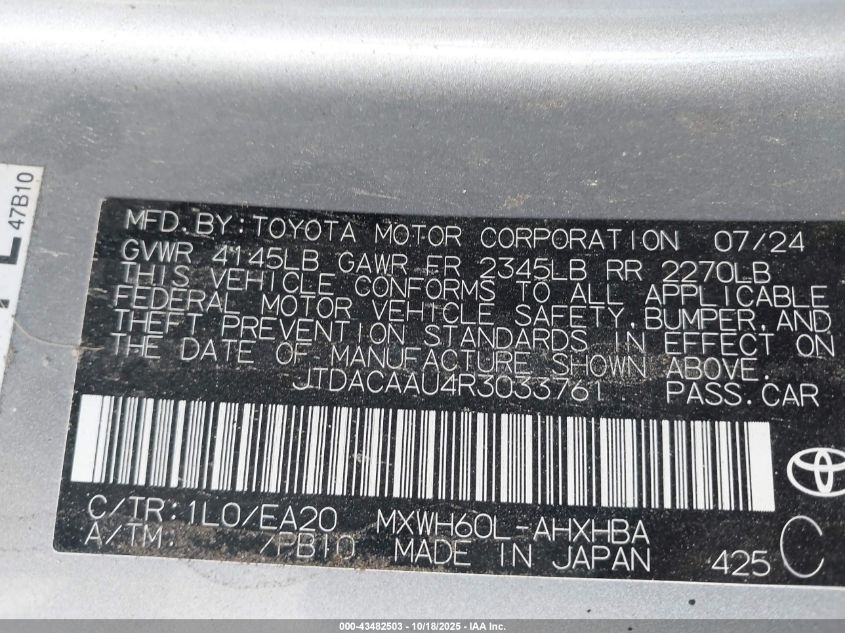 47B10
MFD. BY: TOYOTA MOTOR CORPORATION 07/24
GVWR 4145LB GAWR FR 2345LB RR 2270LB
THIS VEHICLE CONFORMS TO ALL APPLICABLE
FEDERAL MOTOR VEHICLE SAFETY, BUMPER, AND
THEFT PREVENTION STANDARDS IN EFFECT ON
THE DATE OF MANUFACTURE SHOWN ABOVE.
JTDACAAU4R3033761 PASS. CAR
C/TR: 1L0/EA20 MXWH60L-AHXHBA
A/TM: /PB10 MADE IN JAPAN 425 C
000-43482503 - 10/18/2025 - IAA Inc.